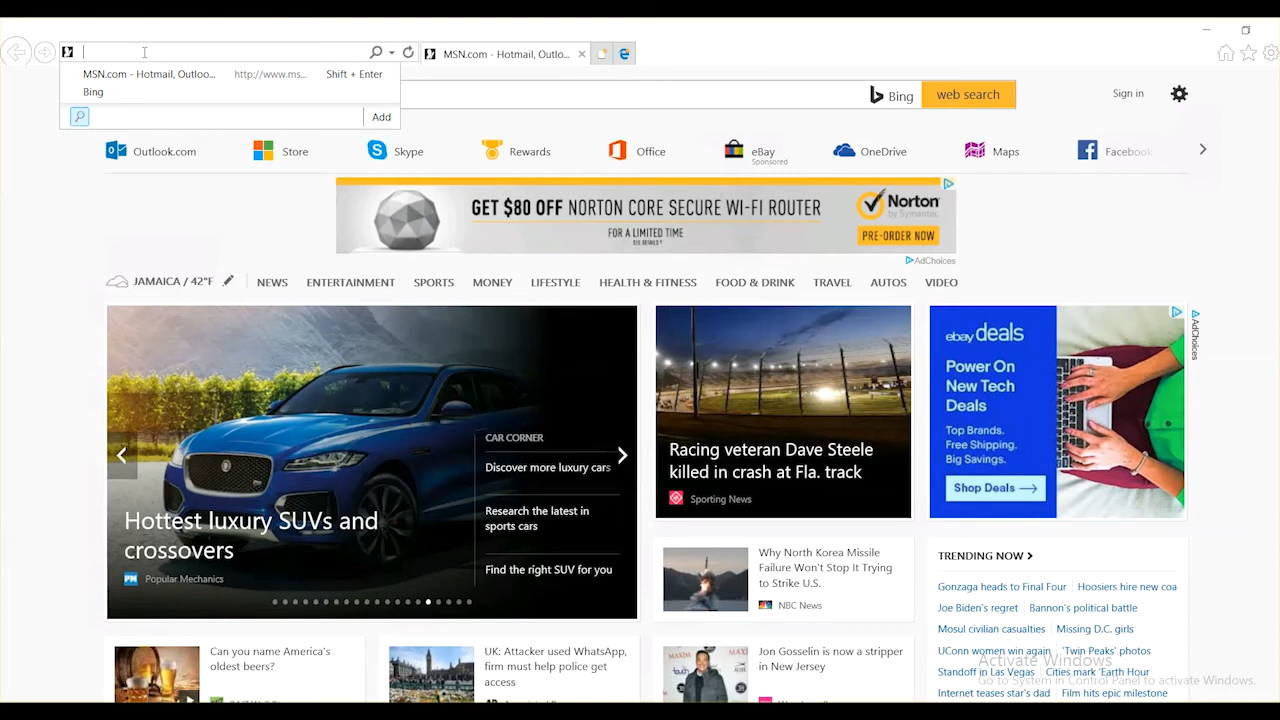 MSN.com - Hotmail, Outlo...
MSN.com - Hotmail, Outloo...
http://www.ms...
Shift + Enter
Bing
Add
Bing
web search
Sign in
Outlook.com
Store
Skype
Rewards
Office
eBay
Sponsored
OneDrive
Maps
Facebook
GET $80 OFF NORTON CORE SECURE WI-FI ROUTER
FOR A LIMITED TIME
SEE DETAILS
Norton
by Symantec
PRE-ORDER NOW
AdChoices
JAMAICA / 42°F
NEWS
ENTERTAINMENT
SPORTS
MONEY
LIFESTYLE
HEALTH & FITNESS
FOOD & DRINK
TRAVEL
AUTOS
VIDEO
CAR CORNER
Discover more luxury cars
Research the latest in
sports cars
Find the right SUV for you
Hottest luxury SUVs and
crossovers
PM
Popular Mechanics
Racing veteran Dave Steele
killed in crash at Fla. track
Sporting News
ebay deals
Power On
New Tech
Deals
Top Brands.
Free Shipping.
Big Savings.
Shop Deals
AdChoices
Why North Korea Missile
Failure Won't Stop It Trying
to Strike U.S.
NBC News
TRENDING NOW
Gonzaga heads to Final Four
Hoosiers hire new coa
Joe Biden's regret
Bannon's political battle
Mosul civilian casualties
Missing D.C. girls
UConn women win again
'Twin Peaks' photos
Standoff in Las Vegas
Cities mark 'Earth Hour
Internet teases star's dad
Film hits epic milestone
Can you name America's
oldest beers?
UK: Attacker used WhatsApp,
firm must help police get
access
MAXIM
Jon Gosselin is now a stripper
in New Jersey
Activate Windows
Go to System in Control Panel to activate Windows.